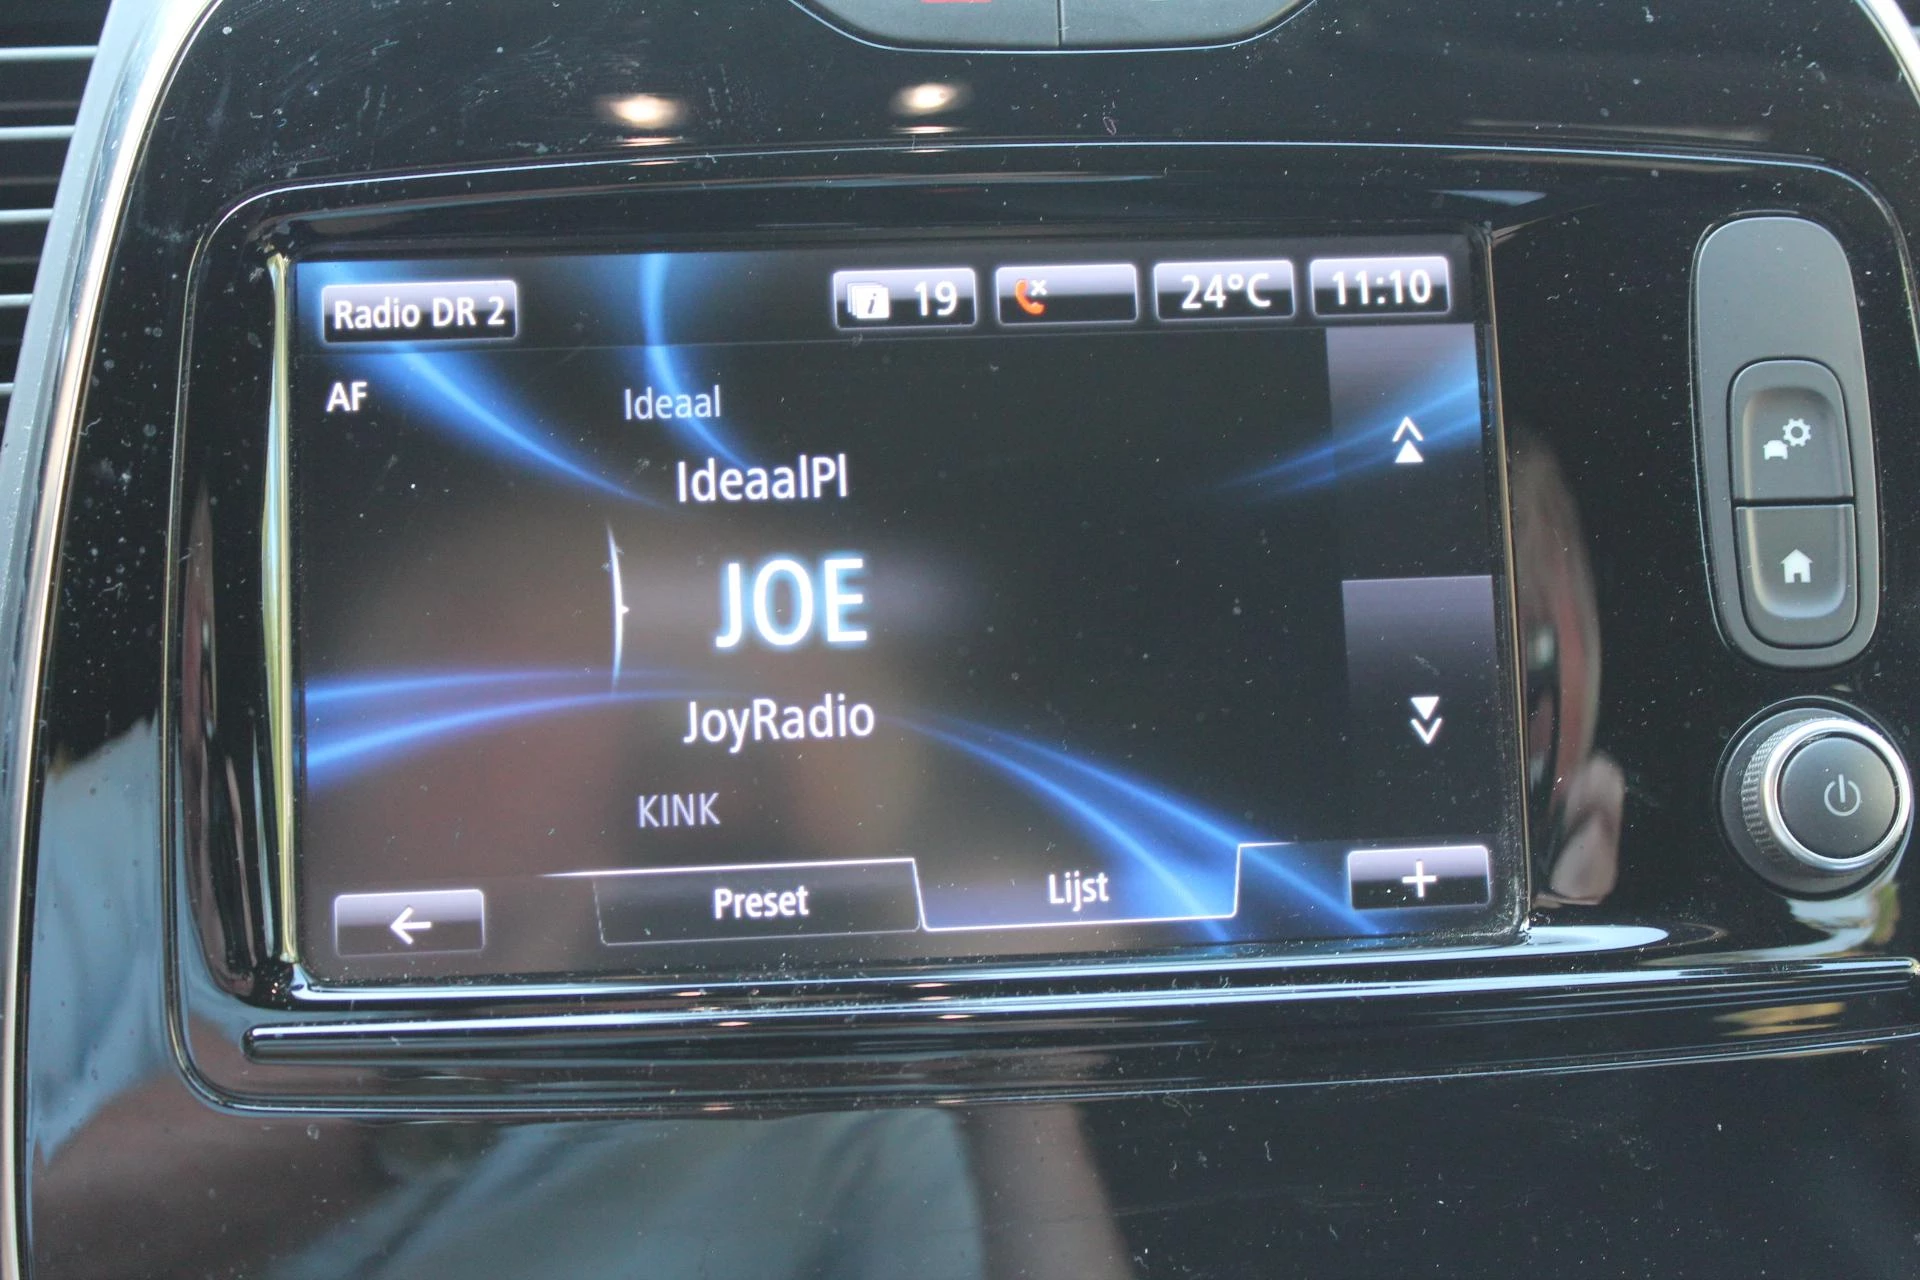 Radio DR 2
i 19
24°C
11:10
AF
Ideaal
IdeaalPl
JOE
JoyRadio
KINK
Preset
Lijst
+